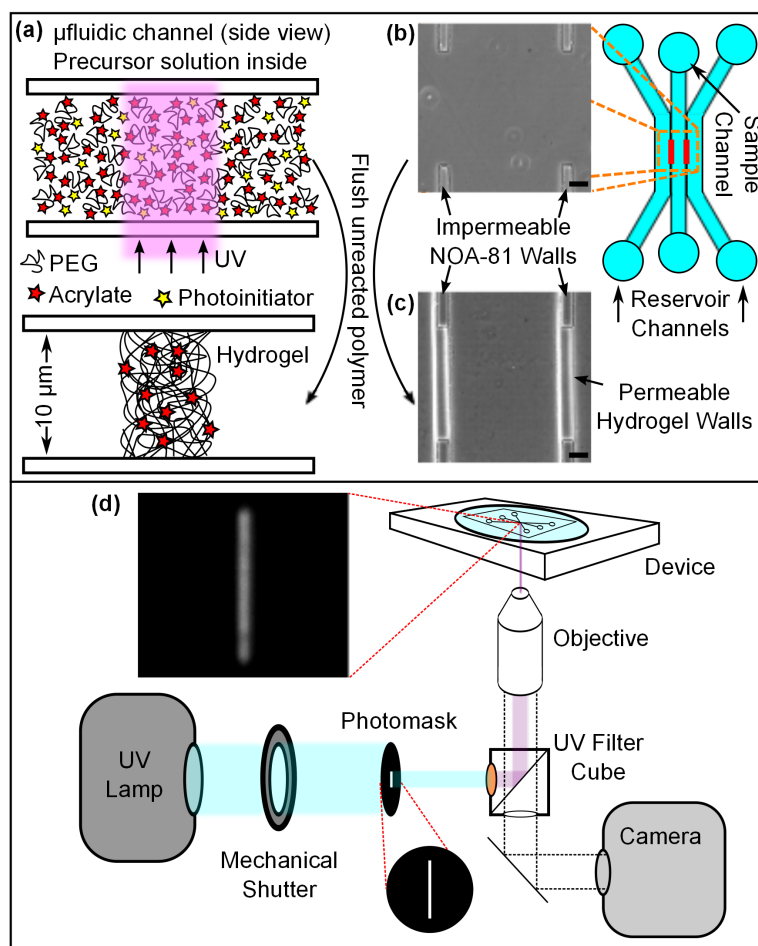 (a) µfluidic channel (side view)
Precursor solution inside
UV
PEG
Acrylate
Photoinitiator
Hydrogel
10 µm
Flush unreacted polymer
(b)
Sample
Channel
Impermeable
NOA-81 Walls
Reservoir
Channels
(c)
Permeable
Hydrogel Walls
(d)
Device
Objective
Photomask
UV Filter
Cube
UV
Lamp
Mechanical
Shutter
Camera